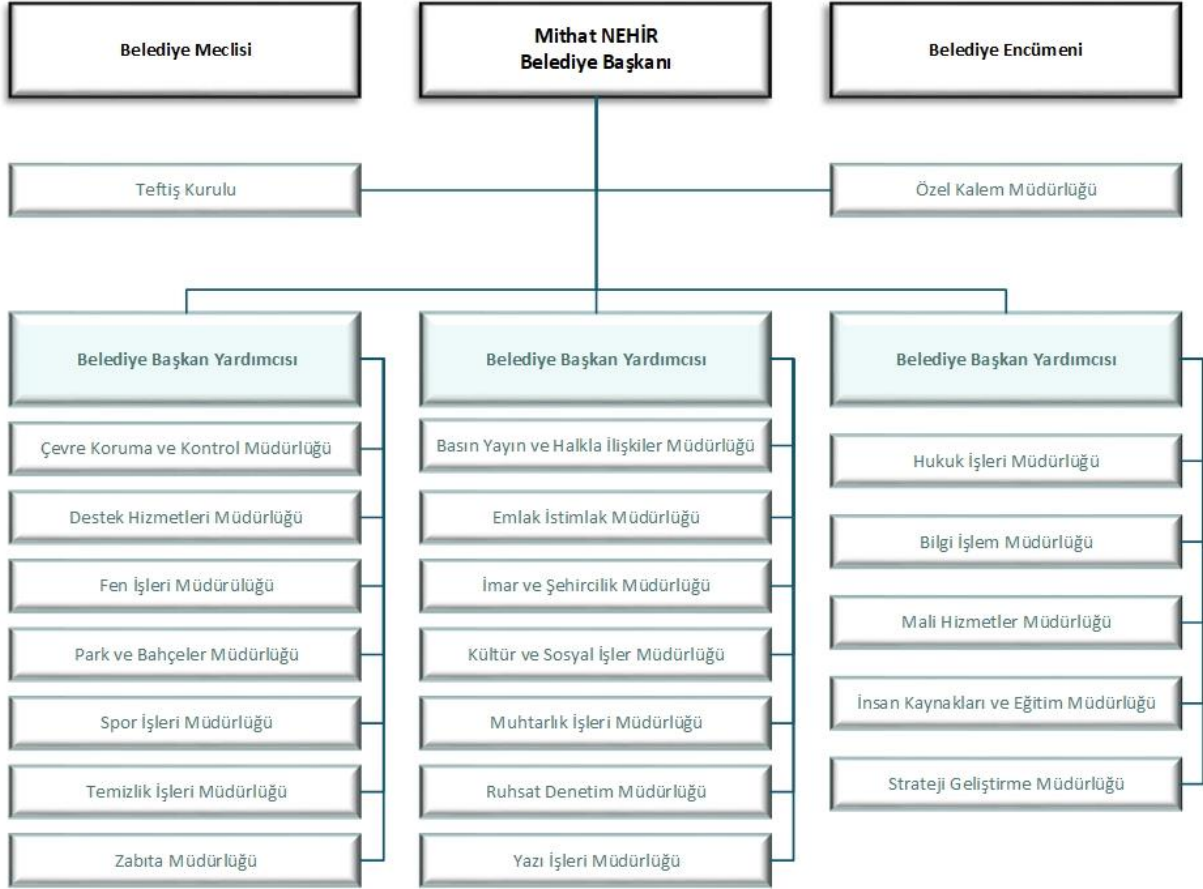 Belediye Meclisi
Mithat NEHİR
Belediye Başkanı
Belediye Encümeni
Teftiş Kurulu
Özel Kalem Müdürlüğü
Belediye Başkan Yardımcısı
Çevre Koruma ve Kontrol Müdürlüğü
Destek Hizmetleri Müdürlüğü
Fen İşleri Müdürülüğü
Park ve Bahçeler Müdürlüğü
Spor İşleri Müdürlüğü
Temizlik İşleri Müdürlüğü
Zabıta Müdürlüğü
Belediye Başkan Yardımcısı
Basın Yayın ve Halkla İlişkiler Müdürlüğü
Emlak İstimlak Müdürlüğü
İmar ve Şehircilik Müdürlüğü
Kültür ve Sosyal İşler Müdürlüğü
Muhtarlık İşleri Müdürlüğü
Ruhsat Denetim Müdürlüğü
Yazı İşleri Müdürlüğü
Belediye Başkan Yardımcısı
Hukuk İşleri Müdürlüğü
Bilgi İşlem Müdürlüğü
Mali Hizmetler Müdürlüğü
İnsan Kaynakları ve Eğitim Müdürlüğü
Strateji Geliştirme Müdürlüğü